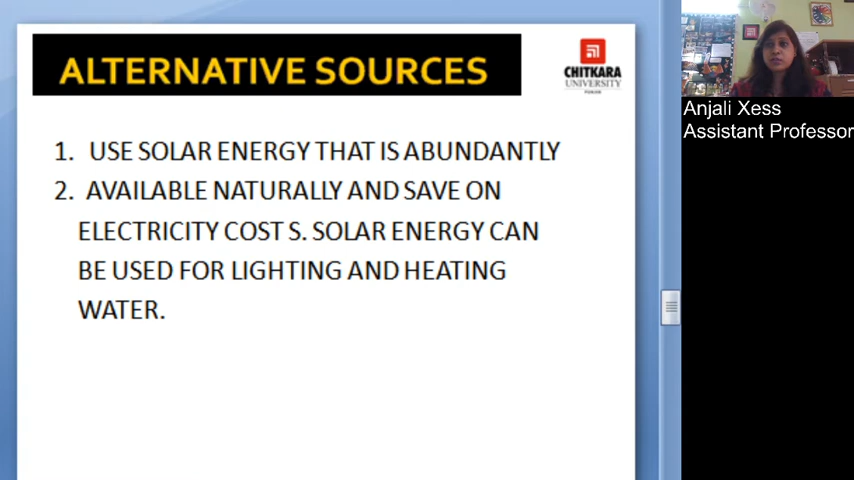 ALTERNATIVE SOURCES
CHITKARA
UNIVERSITY
1. USE SOLAR ENERGY THAT IS ABUNDANTLY
2. AVAILABLE NATURALLY AND SAVE ON
ELECTRICITY COST S. SOLAR ENERGY CAN
BE USED FOR LIGHTING AND HEATING
WATER.
Anjali Xess
Assistant Professor